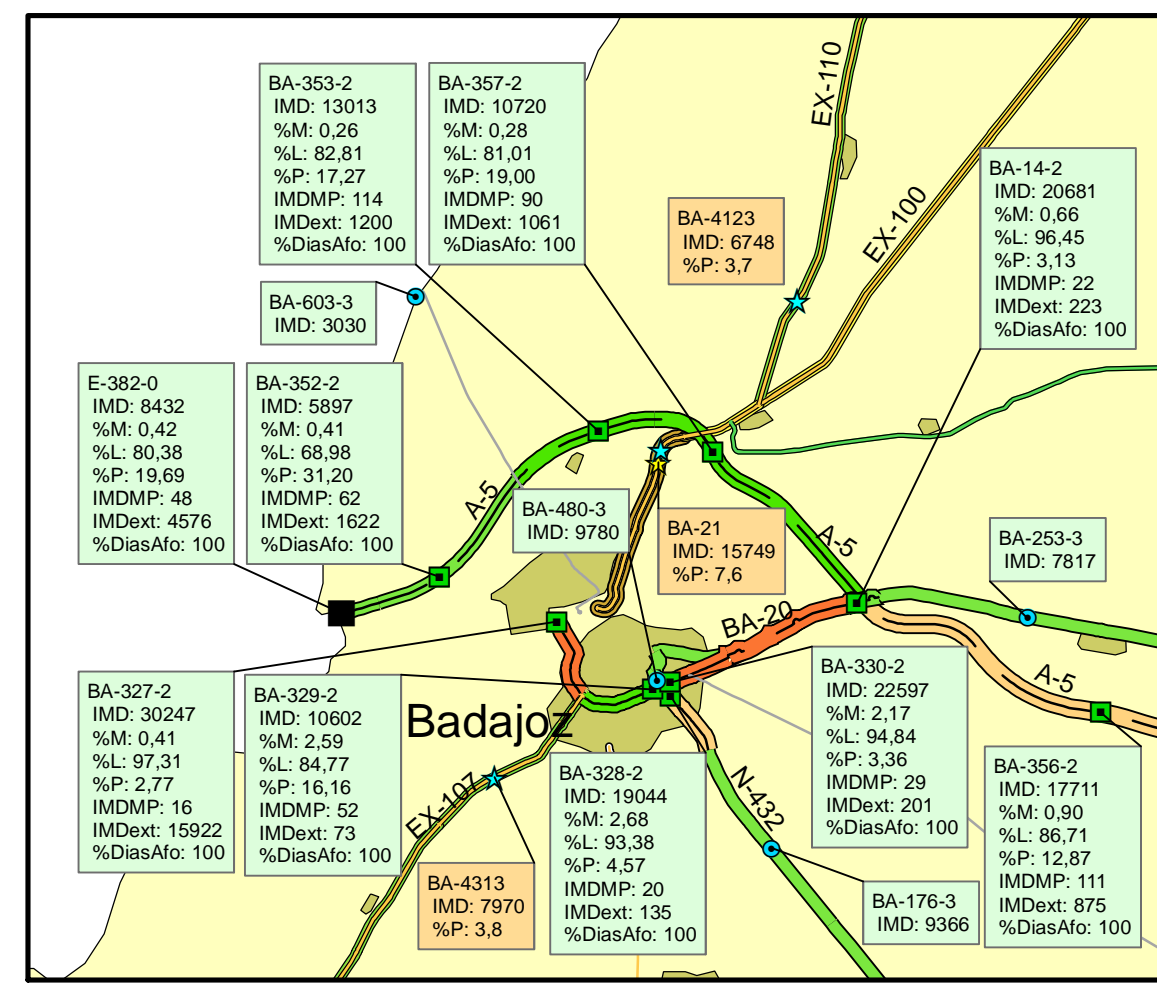 BA-353-2
IMD: 13013
%M: 0,26
%L: 82,81
%P: 17,27
IMDMP: 114
IMDext: 1200
%DiasAfo: 100
BA-357-2
IMD: 10720
%M: 0,28
%L: 81,01
%P: 19,00
IMDMP: 90
IMDext: 1061
%DiasAfo: 100
EX-110
BA-14-2
IMD: 20681
%M: 0,66
%L: 96,45
%P: 3,13
IMDMP: 22
IMDext: 223
%DiasAfo: 100
BA-4123
IMD: 6748
%P: 3,7
EX-100
BA-603-3
IMD: 3030
E-382-0
IMD: 8432
%M: 0,42
%L: 80,38
%P: 19,69
IMDMP: 48
IMDext: 4576
%DiasAfo: 100
BA-352-2
IMD: 5897
%M: 0,41
%L: 68,98
%P: 31,20
IMDMP: 62
IMDext: 1622
%DiasAfo: 100
A-5
BA-480-3
IMD: 9780
BA-21
IMD: 15749
%P: 7,6
A-5
BA-253-3
IMD: 7817
BA-20
A-5
BA-327-2
IMD: 30247
%M: 0,41
%L: 97,31
%P: 2,77
IMDMP: 16
IMDext: 15922
%DiasAfo: 100
BA-329-2
IMD: 10602
%M: 2,59
%L: 84,77
%P: 16,16
IMDMP: 52
IMDext: 73
%DiasAfo: 100
Badajoz
BA-330-2
IMD: 22597
%M: 2,17
%L: 94,84
%P: 3,36
IMDMP: 29
IMDext: 201
%DiasAfo: 100
EX-107
BA-328-2
IMD: 19044
%M: 2,68
%L: 93,38
%P: 4,57
IMDMP: 20
IMDext: 135
%DiasAfo: 100
N-432
BA-356-2
IMD: 17711
%M: 0,90
%L: 86,71
%P: 12,87
IMDMP: 111
IMDext: 875
%DiasAfo: 100
BA-4313
IMD: 7970
%P: 3,8
BA-176-3
IMD: 9366